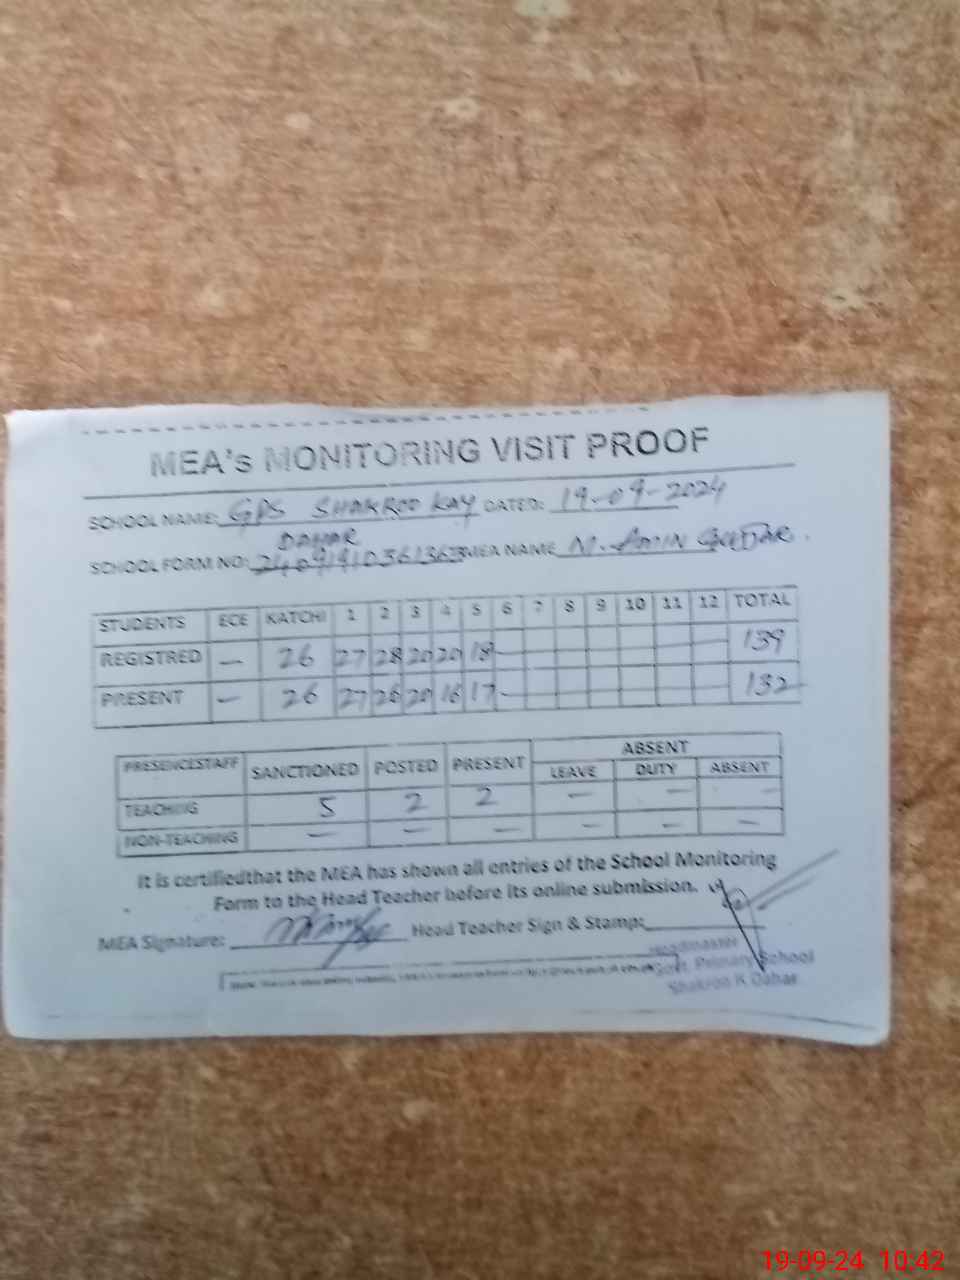 MEA's MONITORING VISIT PROOF
SCHOOL NAME: GPS SHAKROO KAY DATED: 19-09-2024
DAHAR
SCHOOL FORM NO: MEA NAME M. AMIN
STUDENTS ECE KATCHI 1 2 3 4 5 6 7 8 9 10 11 12 TOTAL
REGISTRED — 26 27 28 20 20 18 — 139
PRESENT — 26 27 26 20 16 17 — 132
PRESENCESTAFF SANCTIONED POSTED PRESENT ABSENT
LEAVE DUTY ABSENT
TEACHING 5 2 2 — — —
NON-TEACHING — — — — — —
It is certifiedthat the MEA has shown all entries of the School Monitoring
Form to the Head Teacher before its online submission.
MEA Signature: Head Teacher Sign & Stamp:
Headmaster
Govt. Primary School
Shakroo K Dahar
19-09-24 10:42